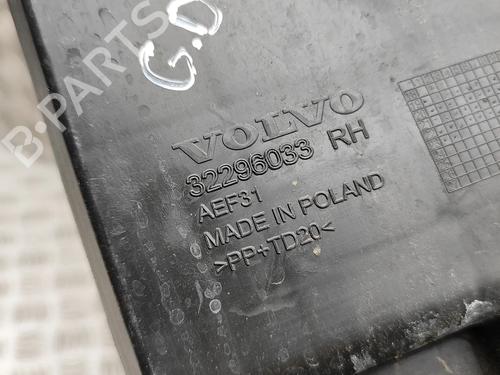 B-PARTS
G.D
VOLVO
32296033 RH
AEF31
MADE IN POLAND
>PP+TD20<